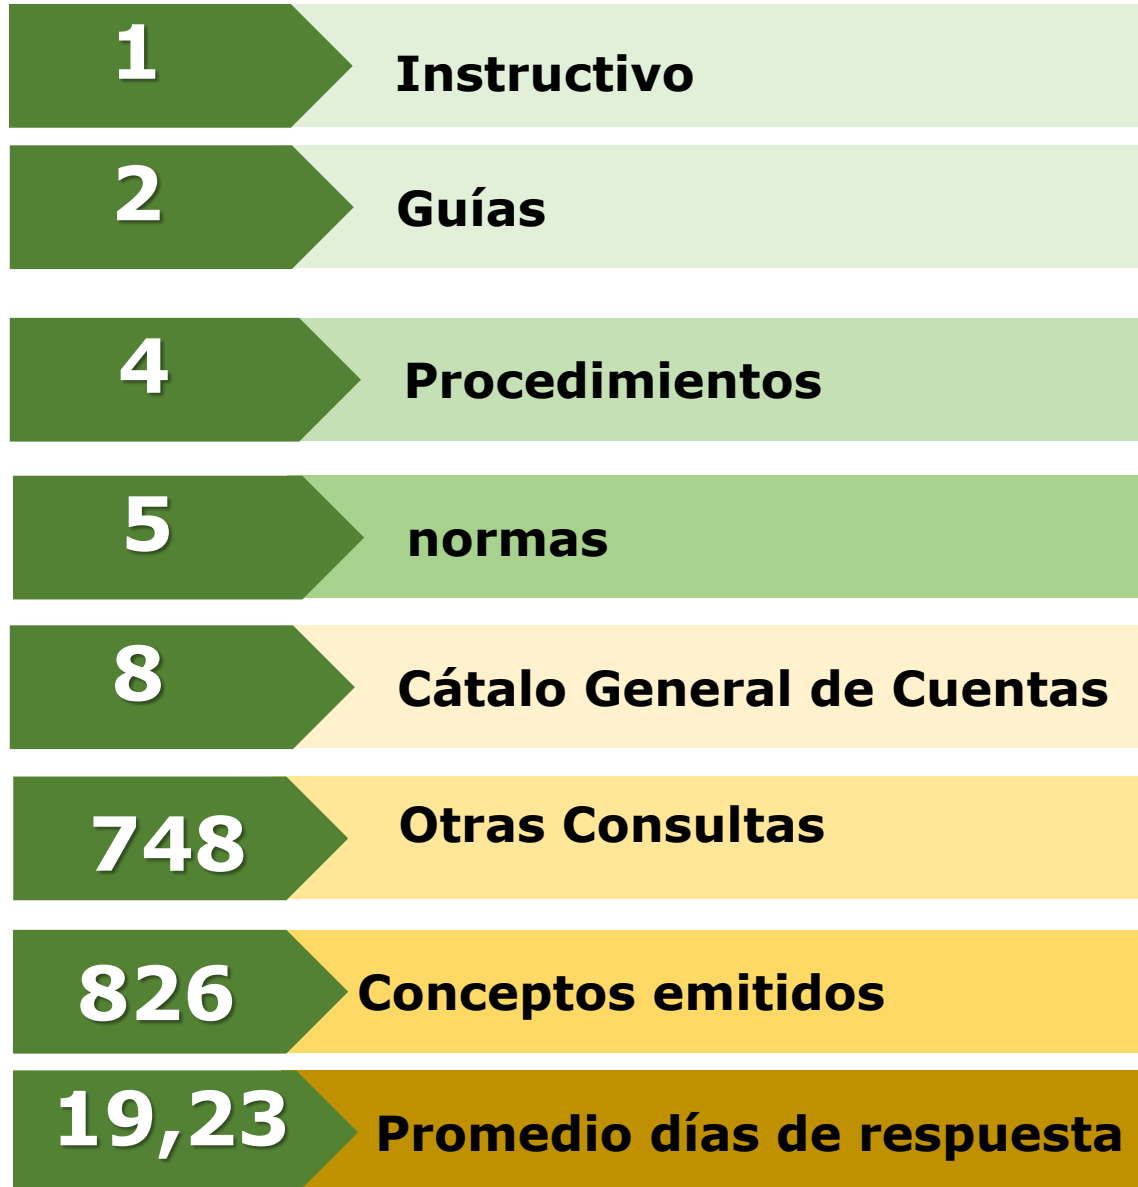 1 Instructivo
2 Guías
4 Procedimientos
5 normas
8 Cátalo General de Cuentas
748 Otras Consultas
826 Conceptos emitidos
19,23 Promedio días de respuesta